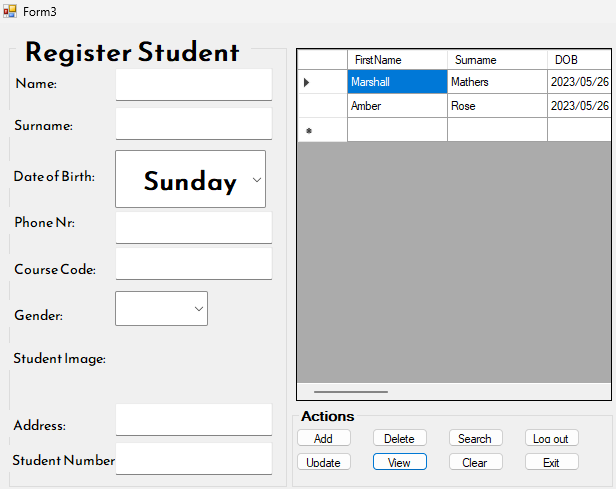 Form3
Register Student
Name:
Surname:
Date of Birth:
Sunday
Phone Nr:
Course Code:
Gender:
Student Image:
Address:
Student Number
FirstName Surname DOB
Marshall Mathers 2023/05/26
Amber Rose 2023/05/26
Actions
Add Delete Search Log out
Update View Clear Exit